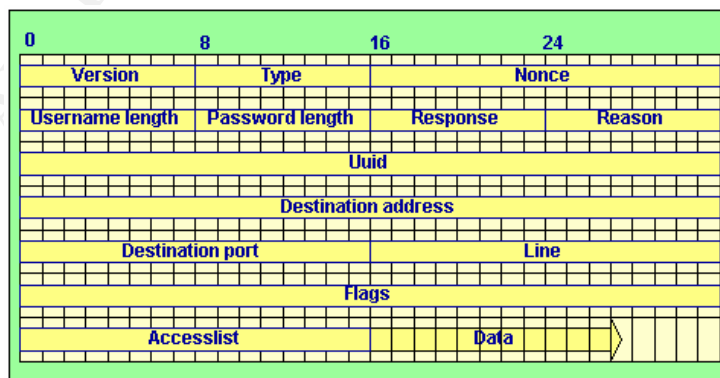 0 8 16 24
Version Type Nonce
Username length Password length Response Reason
Uuid
Destination address
Destination port Line
Flags
Accesslist Data